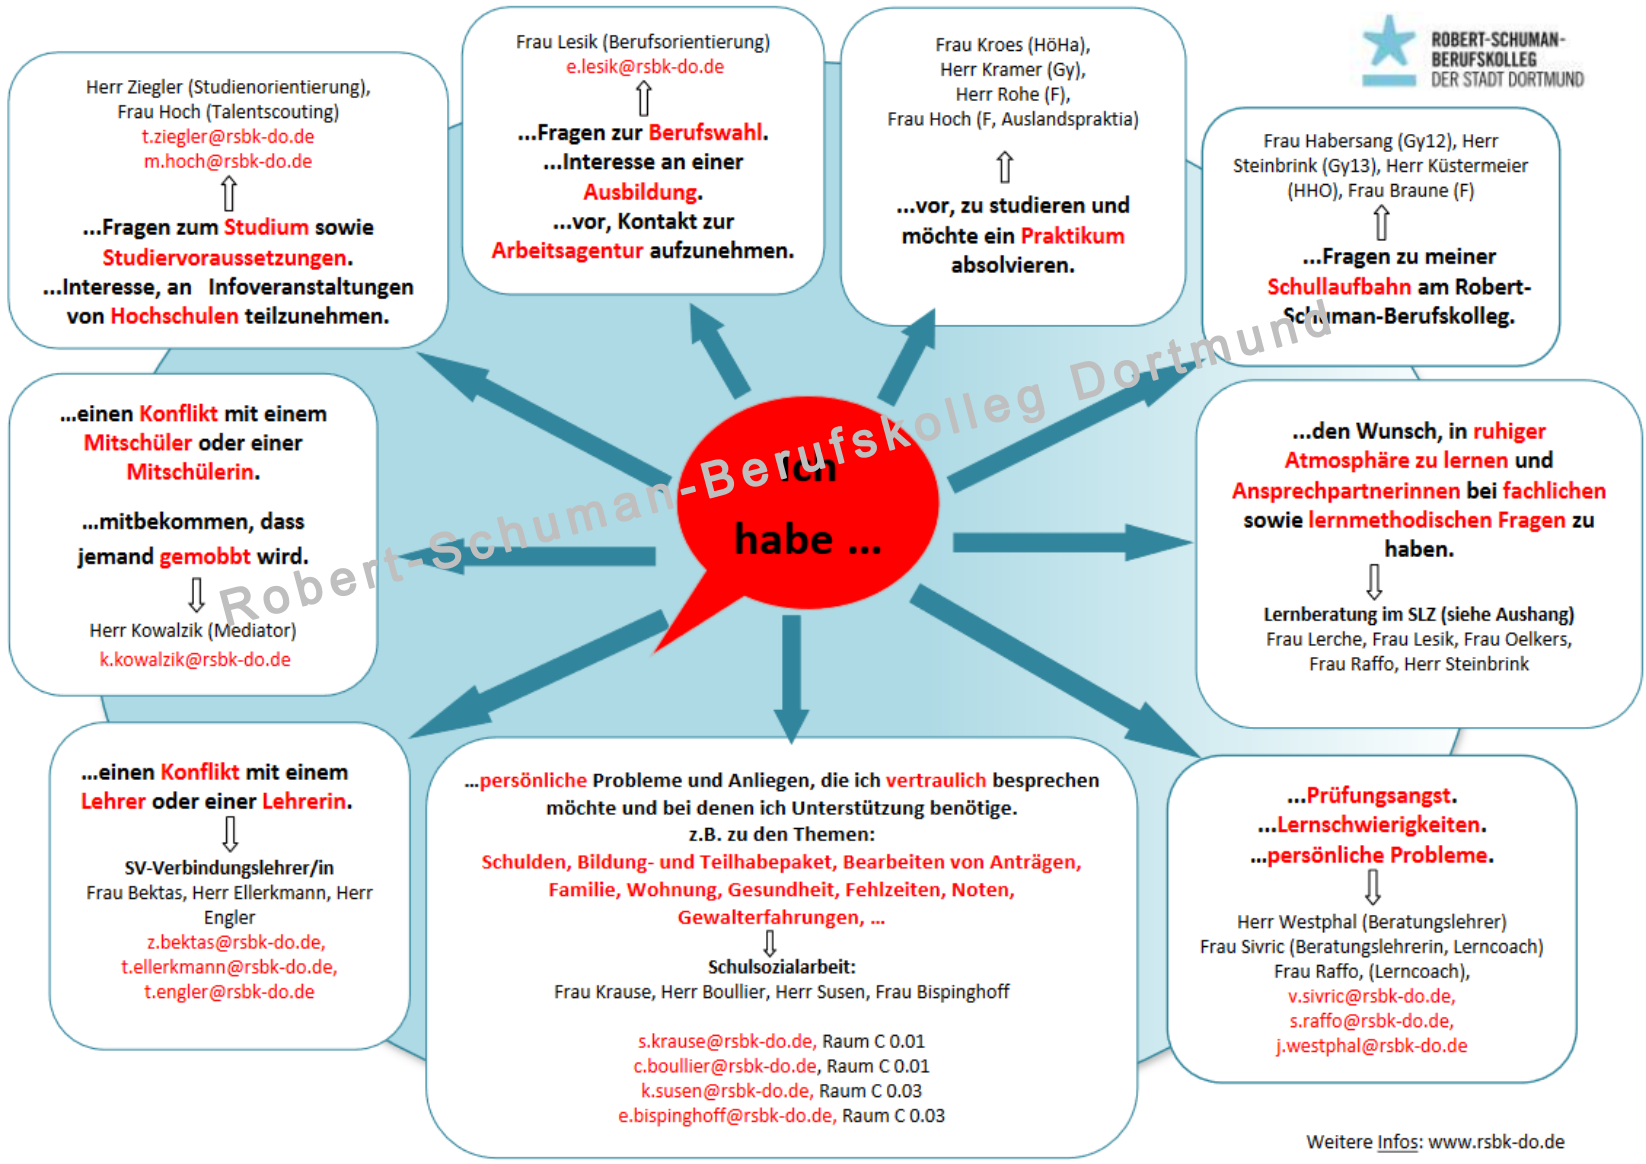 Herr Ziegler (Studienorientierung),
Frau Hoch (Talentscouting)
t.ziegler@rsbk-do.de
m.hoch@rsbk-do.de
...Fragen zum Studium sowie
Studiervoraussetzungen.
...Interesse, an Infoveranstaltungen
von Hochschulen teilzunehmen.
Frau Lesik (Berufsorientierung)
e.lesik@rsbk-do.de
...Fragen zur Berufswahl.
...Interesse an einer
Ausbildung.
...vor, Kontakt zur
Arbeitsagentur aufzunehmen.
Frau Kroes (HöHa),
Herr Kramer (Gy),
Herr Rohe (F),
Frau Hoch (F, Auslandspraktia)
...vor, zu studieren und
möchte ein Praktikum
absolvieren.
ROBERT-SCHUMAN-
BERUFSKOLLEG
DER STADT DORTMUND
Frau Habersang (Gy12), Herr
Steinbrink (Gy13), Herr Küstermeier
(HHO), Frau Braune (F)
...Fragen zu meiner
Schullaufbahn am Robert-
Schuman-Berufskolleg.
...einen Konflikt mit einem
Mitschüler oder einer
Mitschülerin.
...mitbekommen, dass
jemand gemobbt wird.
Herr Kowalzik (Mediator)
k.kowalzik@rsbk-do.de
Ich
habe ...
Robert-Schuman-Berufskolleg Dortmund
...den Wunsch, in ruhiger
Atmosphäre zu lernen und
Ansprechpartnerinnen bei fachlichen
sowie lernmethodischen Fragen zu
haben.
Lernberatung im SLZ (siehe Aushang)
Frau Lerche, Frau Lesik, Frau Oelkers,
Frau Raffo, Herr Steinbrink
...einen Konflikt mit einem
Lehrer oder einer Lehrerin.
SV-Verbindungslehrer/in
Frau Bektas, Herr Ellerkmann, Herr
Engler
z.bektas@rsbk-do.de,
t.ellerkmann@rsbk-do.de,
t.engler@rsbk-do.de
...persönliche Probleme und Anliegen, die ich vertraulich besprechen
möchte und bei denen ich Unterstützung benötige.
z.B. zu den Themen:
Schulden, Bildung- und Teilhabepaket, Bearbeiten von Anträgen,
Familie, Wohnung, Gesundheit, Fehlzeiten, Noten,
Gewalterfahrungen, ...
Schulsozialarbeit:
Frau Krause, Herr Boullier, Herr Susen, Frau Bispinghoff
s.krause@rsbk-do.de, Raum C 0.01
c.boullier@rsbk-do.de, Raum C 0.01
k.susen@rsbk-do.de, Raum C 0.03
e.bispinghoff@rsbk-do.de, Raum C 0.03
...Prüfungsangst.
...Lernschwierigkeiten.
...persönliche Probleme.
Herr Westphal (Beratungslehrer)
Frau Sivric (Beratungslehrerin, Lerncoach)
Frau Raffo, (Lerncoach),
v.sivric@rsbk-do.de,
s.raffo@rsbk-do.de,
j.westphal@rsbk-do.de
Weitere Infos: www.rsbk-do.de